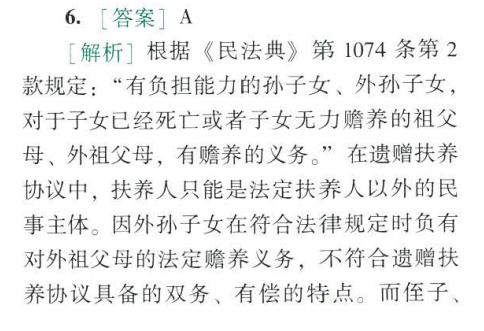 6. [答案] A
[解析] 根据《民法典》第 1074 条第 2
款规定：“有负担能力的孙子女、外孙子女，
对于子女已经死亡或者子女无力赡养的祖父
母、外祖父母，有赡养的义务。”在遗赠扶养
协议中，扶养人只能是法定扶养人以外的民
事主体。因外孙子女在符合法律规定时负有
对外祖父母的法定赡养义务，不符合遗赠扶
养协议具备的双务、有偿的特点。而侄子、